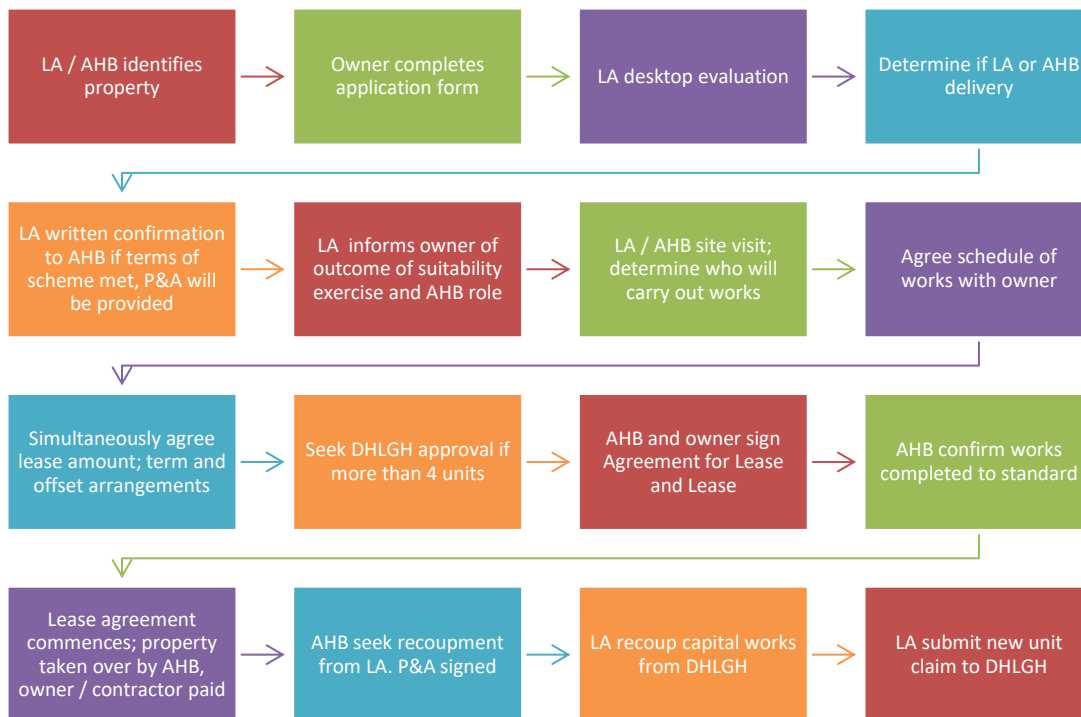 LA / AHB identifies
property
Owner completes
application form
LA desktop evaluation
Determine if LA or AHB
delivery
LA written confirmation
to AHB if terms of
scheme met, P&A will
be provided
LA informs owner of
outcome of suitability
exercise and AHB role
LA / AHB site visit;
determine who will
carry out works
Agree schedule of
works with owner
Simultaneously agree
lease amount; term and
offset arrangements
Seek DHLGH approval if
more than 4 units
AHB and owner sign
Agreement for Lease
and Lease
AHB confirm works
completed to standard
Lease agreement
commences; property
taken over by AHB,
owner / contractor paid
AHB seek recoupment
from LA. P&A signed
LA recoup capital works
from DHLGH
LA submit new unit
claim to DHLGH